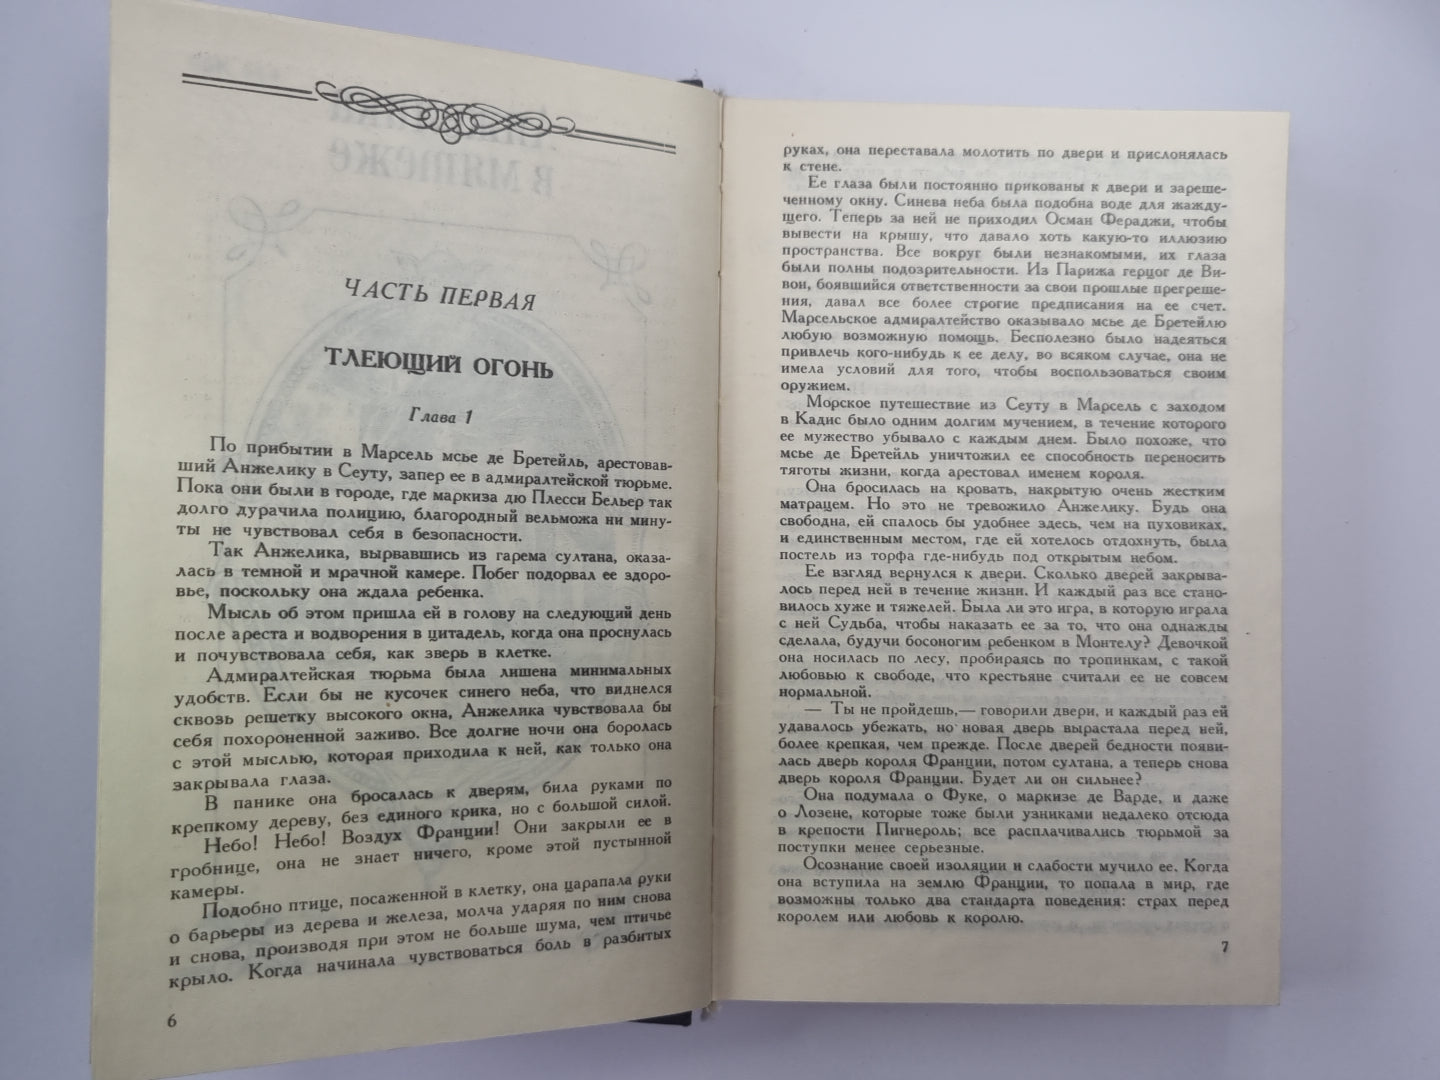 ЧАСТЬ ПЕРВАЯ
ТЛЕЮЩИЙ ОГОНЬ
Глава 1
По прибытии в Марсель мсье де Бретейль, арестовав-
ший Анжелику в Сеуту, запер ее в адмиралтейской тюрьме.
Пока они были в городе, где маркиза дю Плесси Бельер так
долго дурачила полицию, благородный вельможа ни мину-
ты не чувствовал себя в безопасности.
Так Анжелика, вырвавшись из гарема султана, оказа-
лась в темной и мрачной камере. Побег подорвал ее здоро-
вье, поскольку она ждала ребенка.
Мысль об этом пришла ей в голову на следующий день
после ареста и водворения в цитадель, когда она проснулась
и почувствовала себя, как зверь в клетке.
Адмиралтейская тюрьма была лишена минимальных
удобств. Если бы не кусочек синего неба, что виднелся
сквозь решетку высокого окна, Анжелика чувствовала бы
себя похороненной заживо. Все долгие ночи она боролась
с этой мыслью, которая приходила к ней, как только она
закрывала глаза.
В панике она бросалась к дверям, била руками по
крепкому дереву, без единого крика, но с большой силой.
Небо! Небо! Воздух Франции! Они закрыли ее в
гробнице, она не знает ничего, кроме этой пустынной
камеры.
Подобно птице, посаженной в клетку, она царапала руки
о барьеры из дерева и железа, молча ударяя по ним снова
и снова, производя при этом не больше шума, чем птичье
крыло. Когда начинала чувствоваться боль в разбитых
6
руках, она переставала молотить по двери и прислонялась
к стене.
Ее глаза были постоянно прикованы к двери и зареше-
ченному окну. Синева неба была подобна воде для жажду-
щего. Теперь за ней не приходил Осман Фераджи, чтобы
вывести на крышу, что давало хоть какую-то иллюзию
пространства. Все вокруг были незнакомыми, их глаза
были полны подозрительности. Из Парижа герцог де Ви-
вон, боявшийся ответственности за свои прошлые прегреше-
ния, давал все более строгие предписания на ее счет.
Марсельское адмиралтейство оказывало мсье де Бретейлю
любую возможную помощь. Бесполезно было надеяться
привлечь кого-нибудь к ее делу, во всяком случае, она не
имела условий для того, чтобы воспользоваться своим
оружием.
Морское путешествие из Сеуту в Марсель с заходом
в Кадис было одним долгим мучением, в течение которого
ее мужество убывало с каждым днем. Было похоже, что
мсье де Бретейль уничтожил ее способность переносить
тяготы жизни, когда арестовал именем короля.
Она бросилась на кровать, накрытую очень жестким
матрацем. Но это не тревожило Анжелику. Будь она
свободна, ей спалось бы удобнее здесь, чем на пуховиках,
и единственным местом, где ей хотелось отдохнуть, была
постель из торфа где-нибудь под открытым небом.
Ее взгляд вернулся к двери. Сколько дверей закрыва-
лось перед ней в течение жизни. И каждый раз все стано-
вилось хуже и тяжелей. Была ли это игра, в которую играла
с ней Судьба, чтобы наказать ее за то, что она однажды
сделала, будучи босоногим ребенком в Монтелу? Девочкой
она носилась по лесу, пробираясь по тропинкам, с такой
любовью к свободе, что крестьяне считали ее не совсем
нормальной.
— Ты не пройдешь,— говорили двери, и каждый раз ей
удавалось убежать, но новая дверь вырастала перед ней,
более крепкая, чем прежде. После дверей бедности появи-
лась дверь короля Франции, потом султана, а теперь снова
дверь короля Франции. Будет ли он сильнее?
Она подумала о Фуке, о маркизе де Варде, и даже
о Лозене, которые тоже были узниками недалеко отсюда
в крепости Пигнероль; все расплачивались тюрьмой за
поступки менее серьезные.
Осознание своей изоляции и слабости мучило ее. Когда
она вступила на землю Франции, то попала в мир, где
возможны только два стандарта поведения: страх перед
королем или любовь к королю.
7